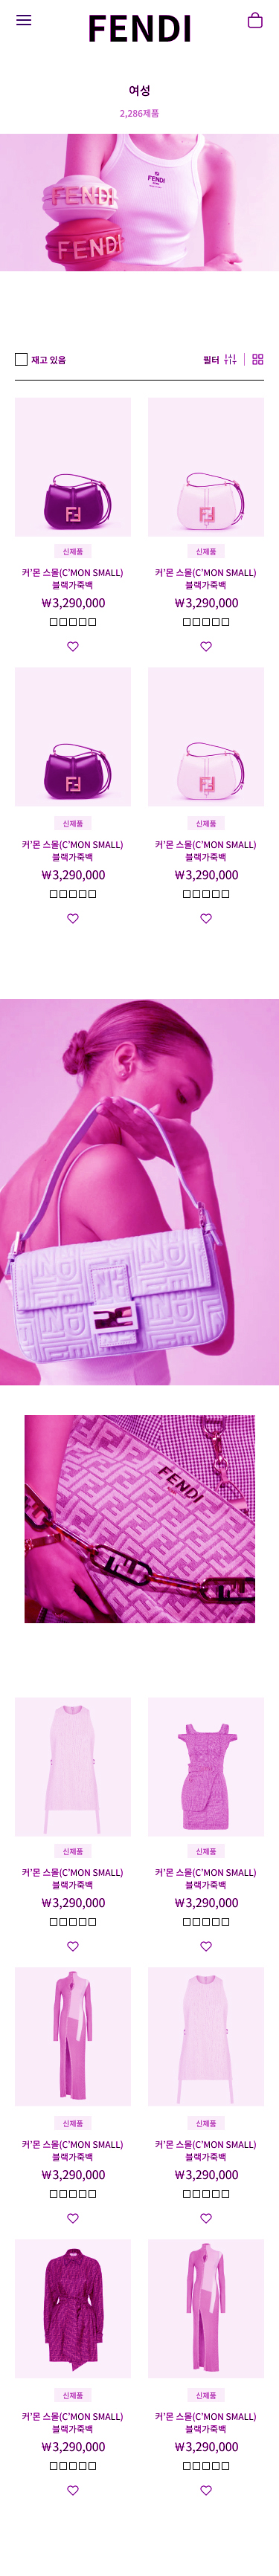 FENDI
여성
2,286제품
FENDI
FENDI
FENDI
재고 있음
필터
신제품
신제품
커'몬 스몰(C'MON SMALL)
블랙가죽백
₩3,290,000
커'몬 스몰(C'MON SMALL)
블랙가죽백
₩3,290,000
신제품
신제품
커'몬 스몰(C'MON SMALL)
블랙가죽백
₩3,290,000
커'몬 스몰(C'MON SMALL)
블랙가죽백
₩3,290,000
FENDI
신제품
신제품
커'몬 스몰(C'MON SMALL)
블랙가죽백
₩3,290,000
커'몬 스몰(C'MON SMALL)
블랙가죽백
₩3,290,000
신제품
신제품
커'몬 스몰(C'MON SMALL)
블랙가죽백
₩3,290,000
커'몬 스몰(C'MON SMALL)
블랙가죽백
₩3,290,000
신제품
신제품
커'몬 스몰(C'MON SMALL)
블랙가죽백
₩3,290,000
커'몬 스몰(C'MON SMALL)
블랙가죽백
₩3,290,000